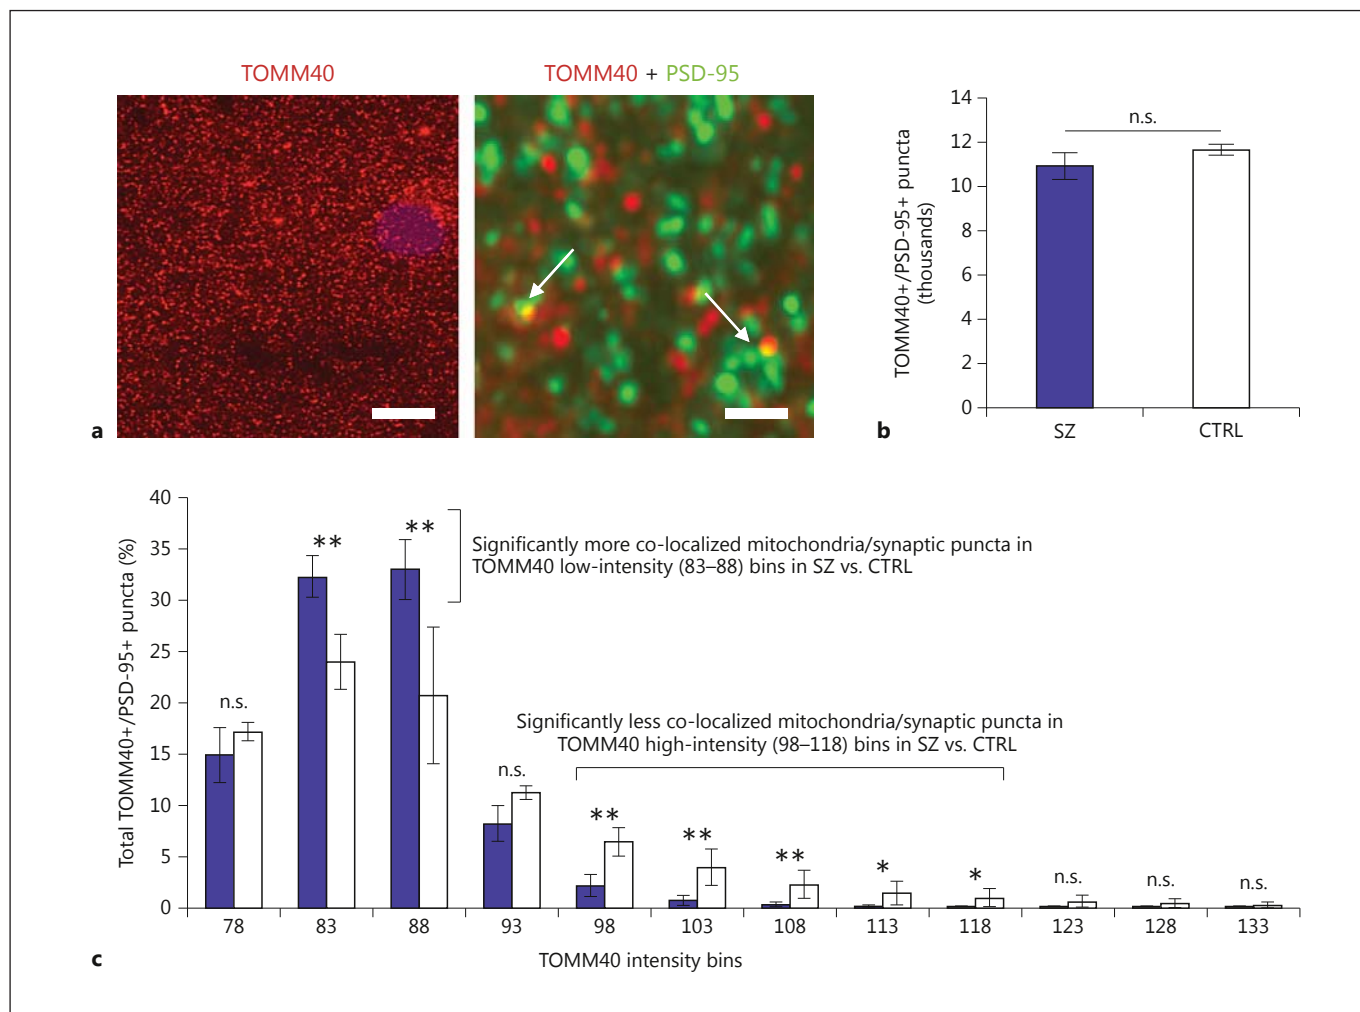 TOMM40
TOMM40 + PSD-95
a
TOMM40+/PSD-95+ puncta
(thousands)
14
12
10
12
6
4
2
0
n.s.
SZ
CTRL
b
Total TOMM40+/PSD-95+ puncta (%)
40
35
30
25
20
15
10
5
0
n.s.
**
**
Significantly more co-localized mitochondria/synaptic puncta in
TOMM40 low-intensity (83–88) bins in SZ vs. CTRL
n.s.
Significantly less co-localized mitochondria/synaptic puncta in
TOMM40 high-intensity (98–118) bins in SZ vs. CTRL
**
**
**
*
*
n.s.
n.s.
n.s.
78 83 88 93 98 103 108 113 118 123 128 133
TOMM40 intensity bins
c